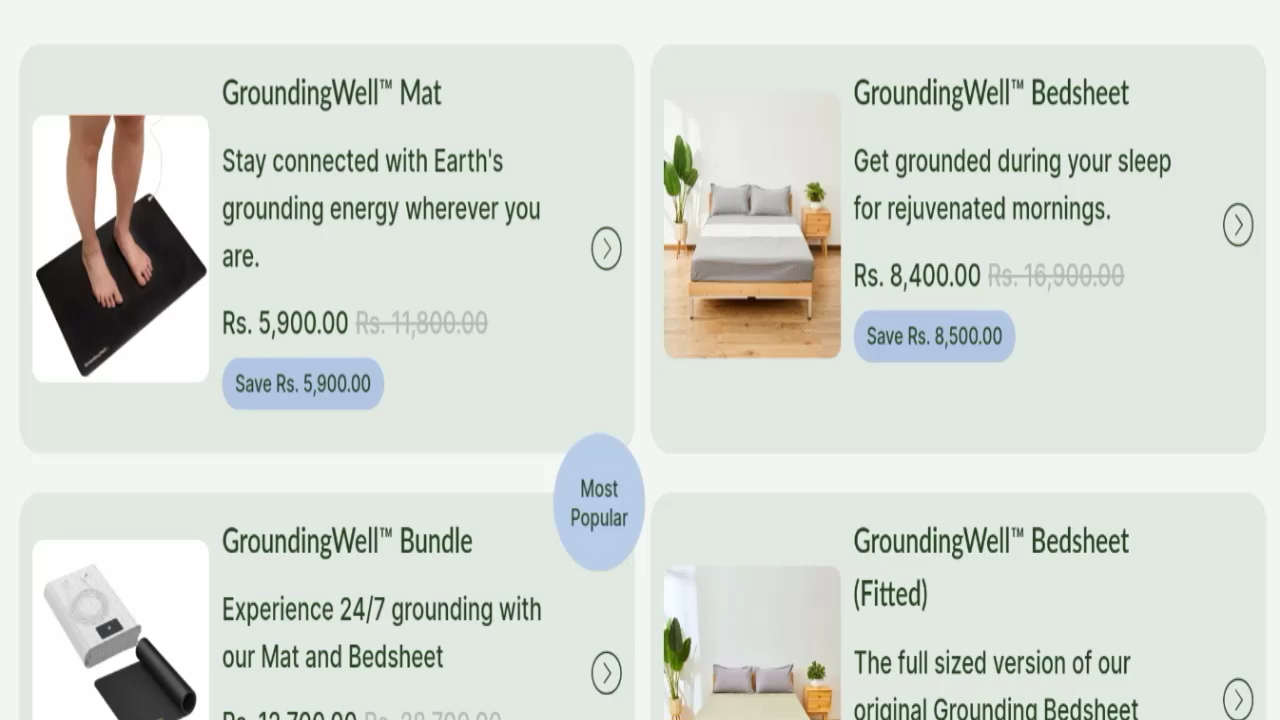 GroundingWell™ Mat
Stay connected with Earth's
grounding energy wherever you
are.
Rs. 5,900.00 Rs. 11,800.00
Save Rs. 5,900.00
GroundingWell™ Bedsheet
Get grounded during your sleep
for rejuvenated mornings.
Rs. 8,400.00 Rs. 16,900.00
Save Rs. 8,500.00
Most
Popular
GroundingWell™ Bundle
Experience 24/7 grounding with
our Mat and Bedsheet
GroundingWell™ Bedsheet
(Fitted)
The full sized version of our
original Grounding Bedsheet